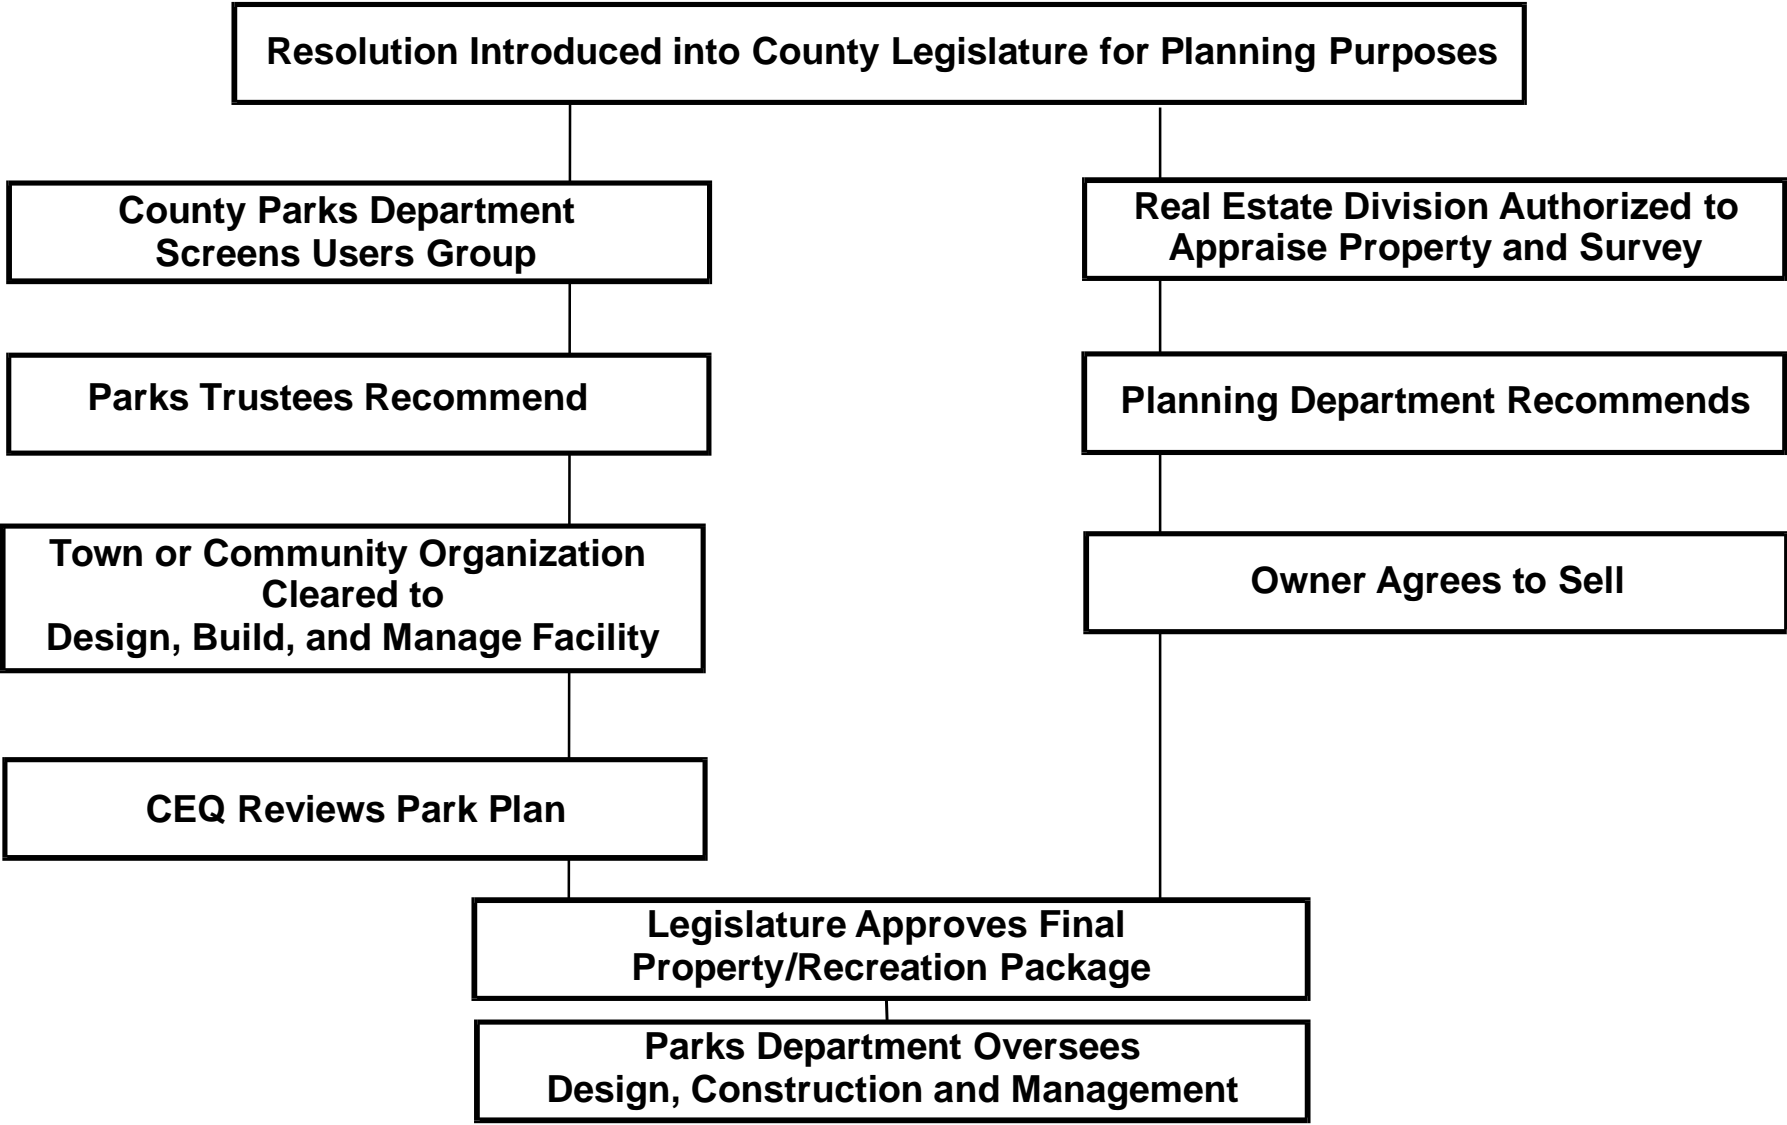 Resolution Introduced into County Legislature for Planning Purposes
County Parks Department
Screens Users Group
Real Estate Division Authorized to
Appraise Property and Survey
Parks Trustees Recommend
Planning Department Recommends
Town or Community Organization
Cleared to
Design, Build, and Manage Facility
Owner Agrees to Sell
CEQ Reviews Park Plan
Legislature Approves Final
Property/Recreation Package
Parks Department Oversees
Design, Construction and Management